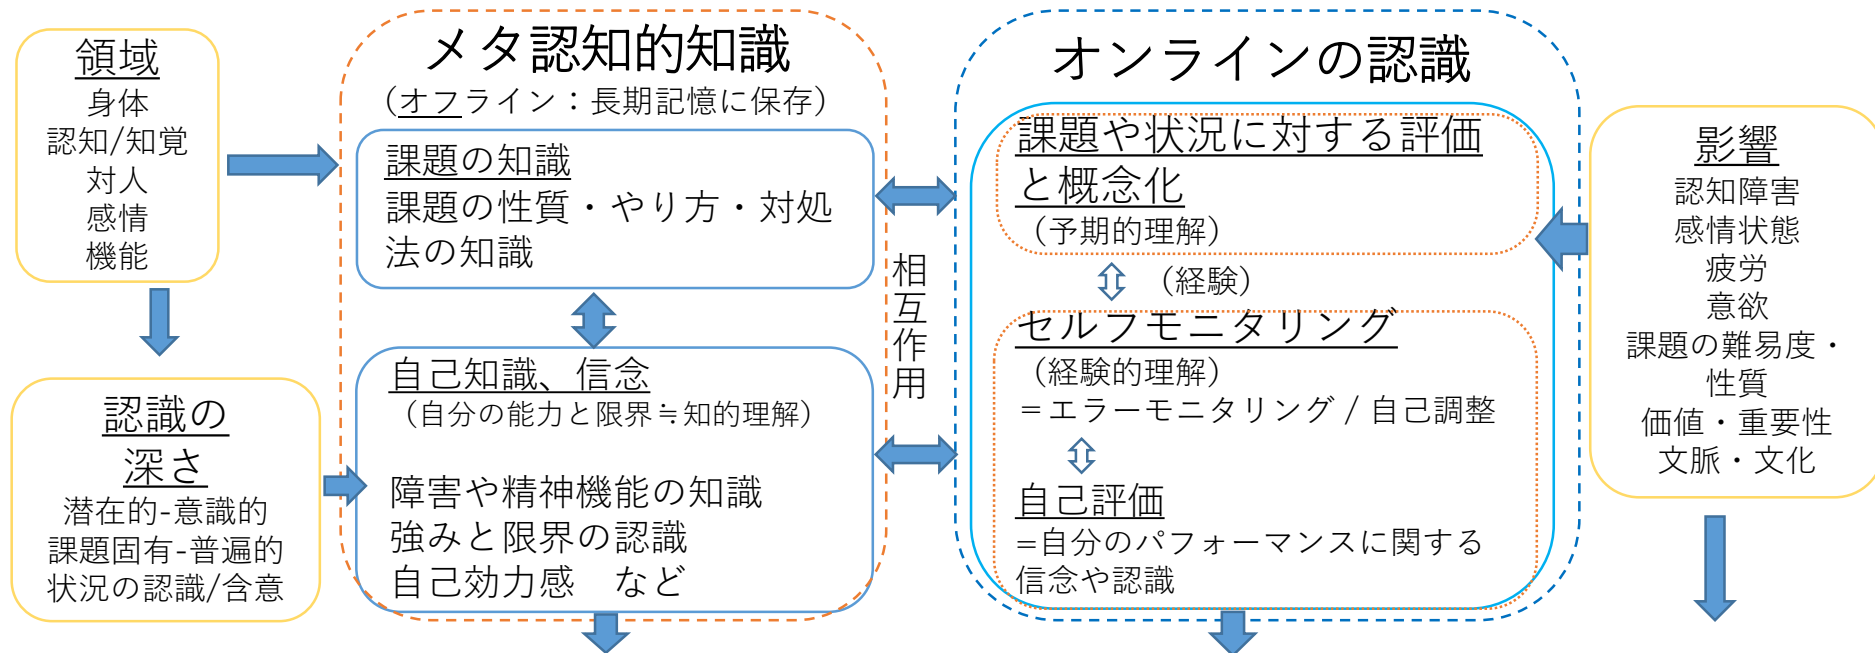 領域
身体
認知/知覚
対人
感情
機能
認識の
深さ
潜在的-意識的
課題固有-普遍的
状況の認識/含意
メタ認知的知識
(オフライン：長期記憶に保存)
課題の知識
課題の性質・やり方・対処
法の知識
自己知識、信念
(自分の能力と限界≒知的理解)
障害や精神機能の知識
強みと限界の認識
自己効力感　など
相互作用
オンラインの認識
課題や状況に対する評価
と概念化
(予期的理解)
(経験)
セルフモニタリング
(経験的理解)
＝エラーモニタリング / 自己調整
自己評価
=自分のパフォーマンスに関する
信念や認識
影響
認知障害
感情状態
疲労
意欲
課題の難易度・
性質
価値・重要性
文脈・文化